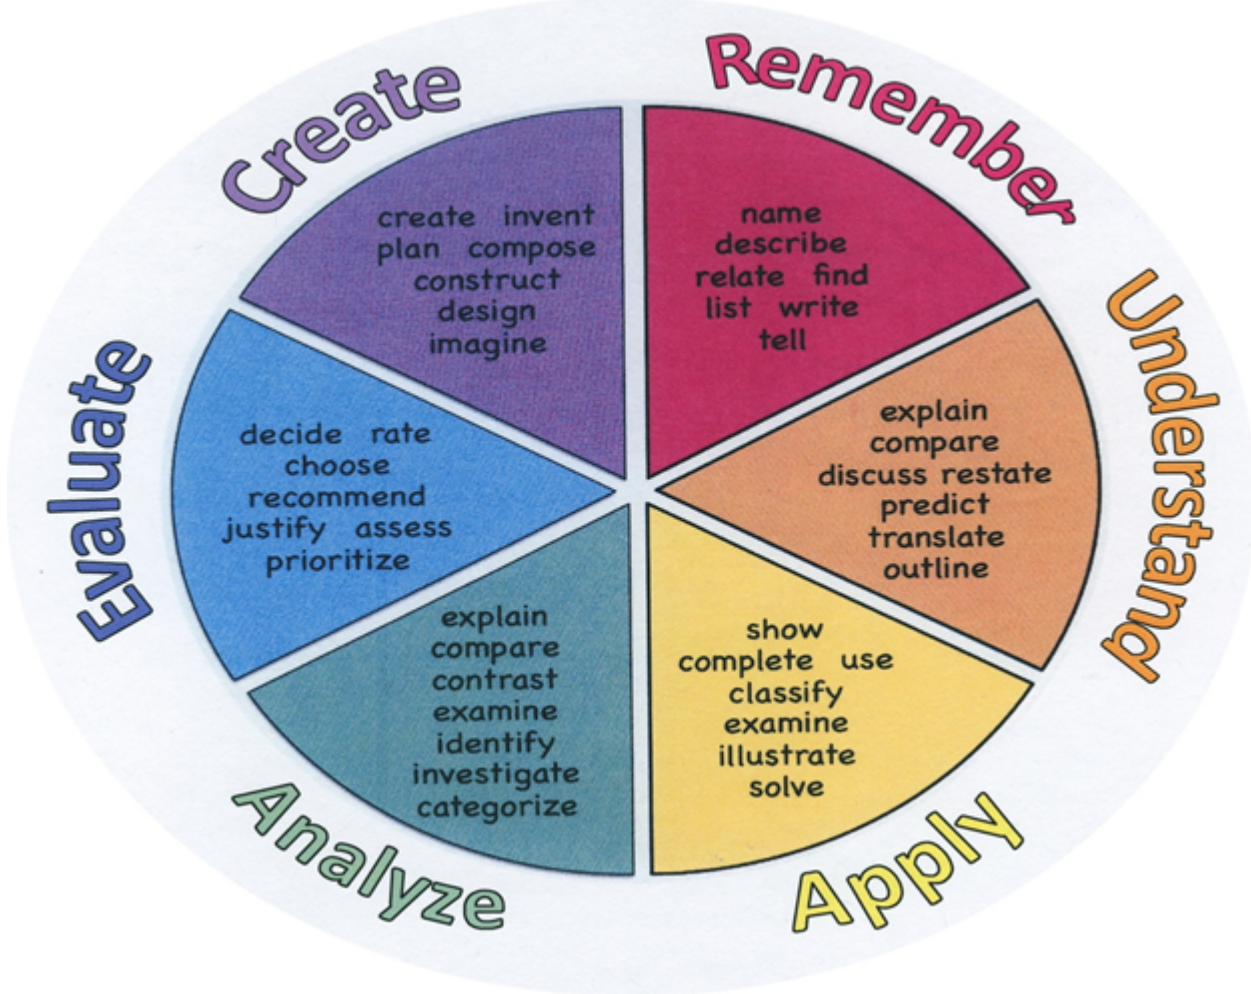 Remember
name
describe
relate find
list write
tell
Understand
explain
compare
discuss restate
predict
translate
outline
Apply
show
complete use
classify
examine
illustrate
solve
Analyze
explain
compare
contrast
examine
identify
investigate
categorize
Evaluate
decide rate
choose
recommend
justify assess
prioritize
Create
create invent
plan compose
construct
design
imagine